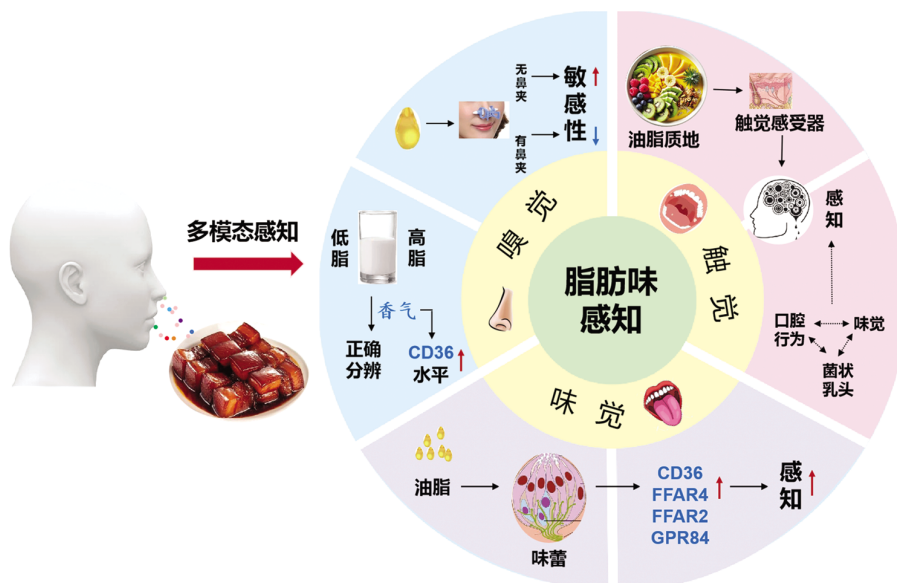 多模态感知
无鼻夹
有鼻夹
敏感性
低脂
高脂
香气
正确
分辨
CD36
水平
油脂质地
触觉感受器
感知
口腔
行为
味觉
菌状
乳头
嗅觉
触觉
味觉
脂肪味
感知
油脂
味蕾
CD36
FFAR4
FFAR2
GPR84
感知